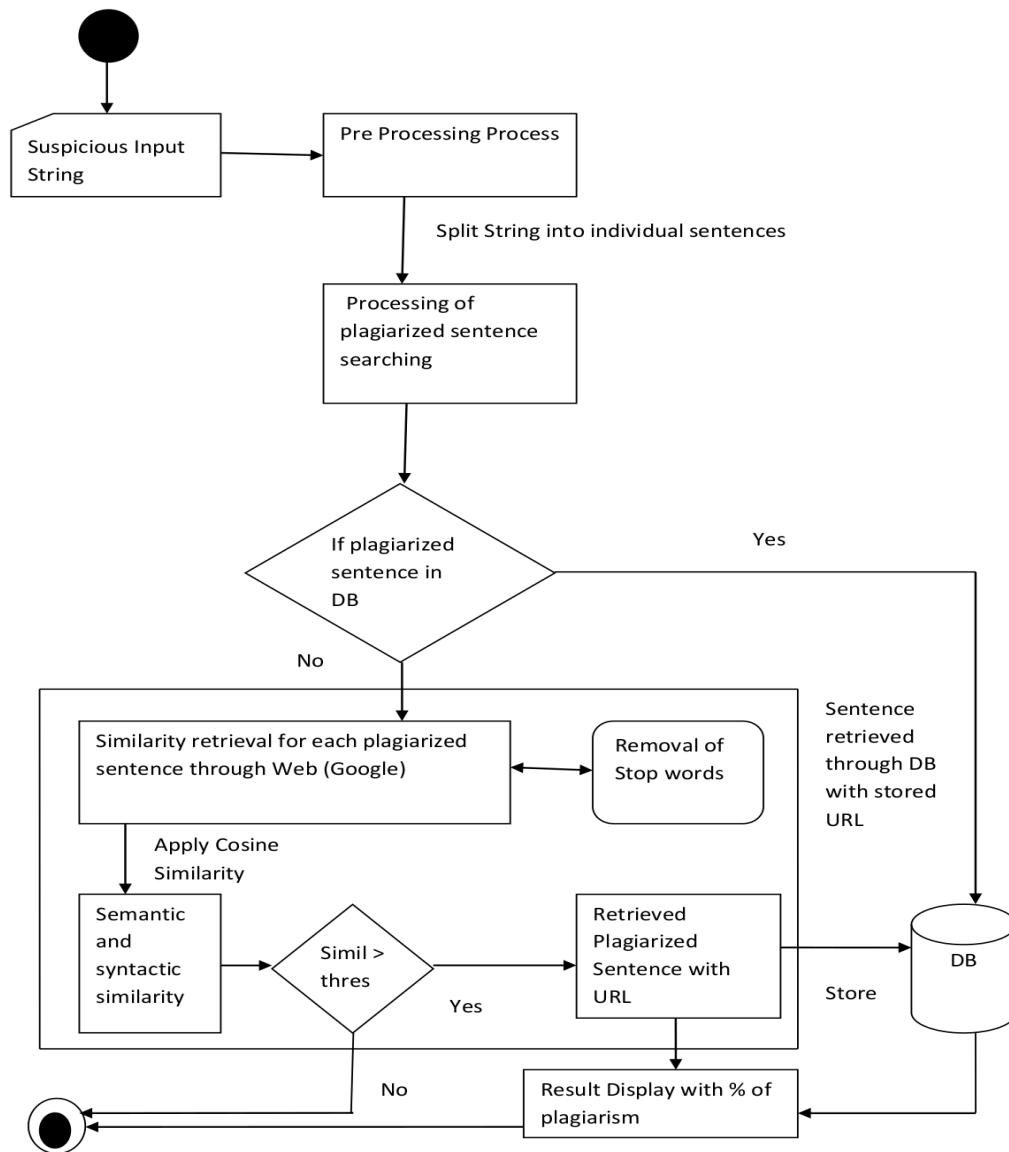 Suspicious Input
String
Pre Processing Process
Split String into individual sentences
Processing of
plagiarized sentence
searching
If plagiarized
sentence in
DB
Yes
No
Similarity retrieval for each plagiarized
sentence through Web (Google)
Removal of
Stop words
Sentence
retrieved
through DB
with stored
URL
Apply Cosine
Similarity
Semantic
and
syntactic
similarity
Simil >
thres
Yes
Retrieved
Plagiarized
Sentence with
URL
Store
DB
No
Result Display with % of
plagiarism